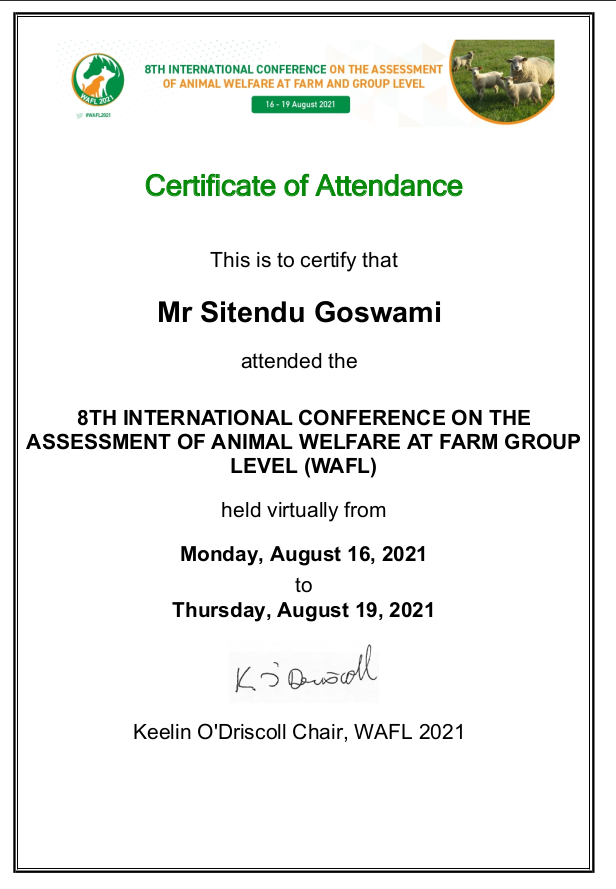 8TH INTERNATIONAL CONFERENCE ON THE ASSESSMENT
OF ANIMAL WELFARE AT FARM AND GROUP LEVEL
16 - 19 August 2021
WAFL 2021
#WAFL2021
Certificate of Attendance
This is to certify that
Mr Sitendu Goswami
attended the
8TH INTERNATIONAL CONFERENCE ON THE
ASSESSMENT OF ANIMAL WELFARE AT FARM GROUP
LEVEL (WAFL)
held virtually from
Monday, August 16, 2021
to
Thursday, August 19, 2021
K O'Driscoll
Keelin O'Driscoll Chair, WAFL 2021